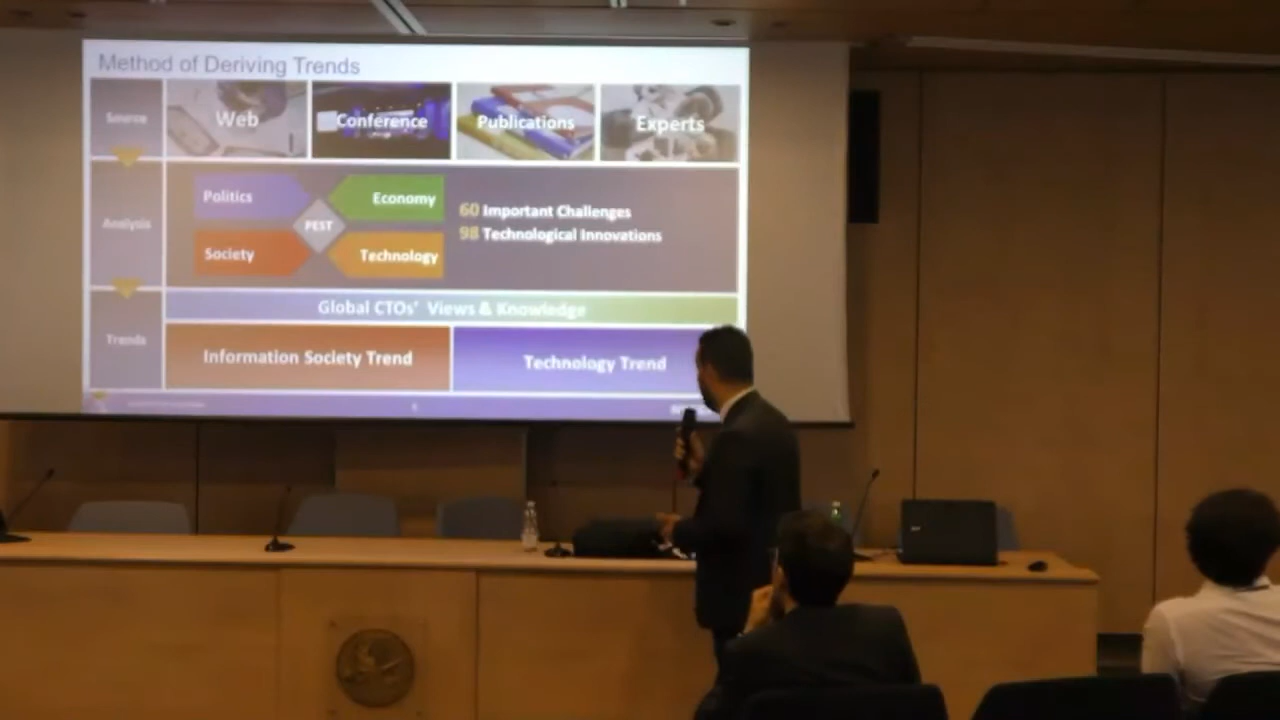 Method of Deriving Trends
Source
Web
Conference
Publications
Experts
Analysis
Politics
Economy
PEST
Society
Technology
60 Important Challenges
98 Technological Innovations
Trends
Global CTOs' Views & Knowledge
Information Society Trend
Technology Trend